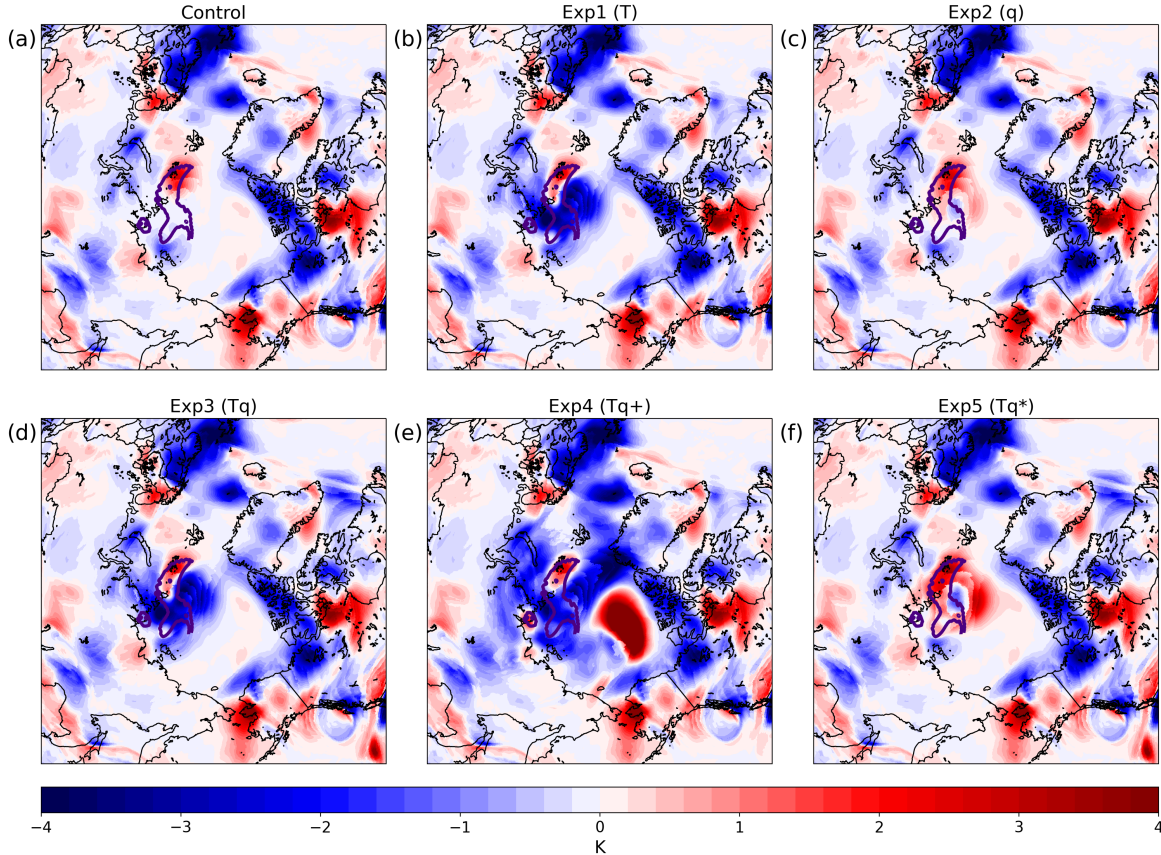 Control
Exp1 (T)
Exp2 (q)
(a)
(b)
(c)
Exp3 (Tq)
Exp4 (Tq+)
Exp5 (Tq*)
(d)
(e)
(f)
−4 −3 −2 −1 0 1 2 3 4
K